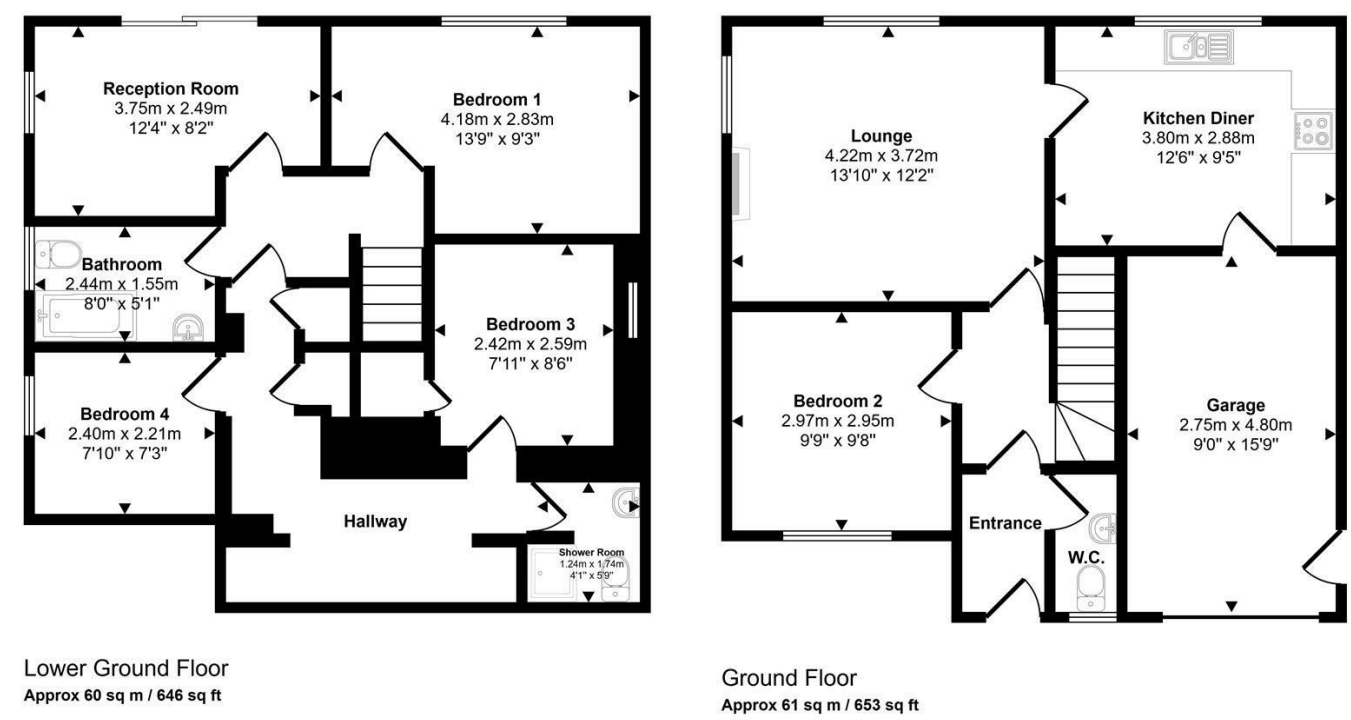 Reception Room
3.75m x 2.49m
12'4" x 8'2"
Bedroom 1
4.18m x 2.83m
13'9" x 9'3"
Bathroom
2.44m x 1.55m
8'0" x 5'1"
Bedroom 3
2.42m x 2.59m
7'11" x 8'6"
Bedroom 4
2.40m x 2.21m
7'10" x 7'3"
Hallway
Shower Room
1.24m x 1.74m
4'1" x 5'9"
Lower Ground Floor
Approx 60 sq m / 646 sq ft
Lounge
4.22m x 3.72m
13'10" x 12'2"
Kitchen Diner
3.80m x 2.88m
12'6" x 9'5"
Bedroom 2
2.97m x 2.95m
9'9" x 9'8"
Garage
2.75m x 4.80m
9'0" x 15'9"
Entrance
W.C.
Ground Floor
Approx 61 sq m / 653 sq ft